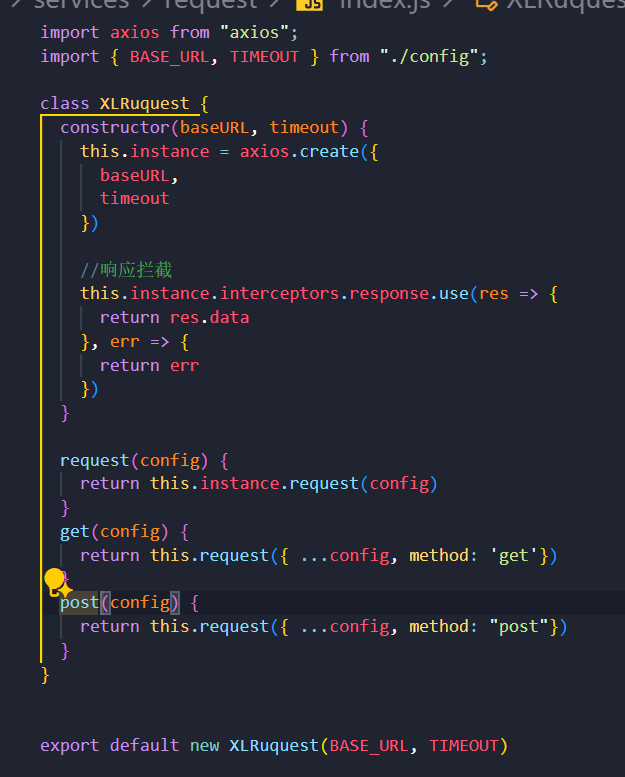 services > request > JS index.js > XLRuques
import axios from "axios";
import { BASE_URL, TIMEOUT } from "./config";
class XLRuquest {
constructor(baseURL, timeout) {
this.instance = axios.create({
baseURL,
timeout
})
//响应拦截
this.instance.interceptors.response.use(res => {
return res.data
}, err => {
return err
})
}
request(config) {
return this.instance.request(config)
}
get(config) {
return this.request({ ...config, method: 'get'})
}
post(config) {
return this.request({ ...config, method: "post"})
}
}
export default new XLRuquest(BASE_URL, TIMEOUT)